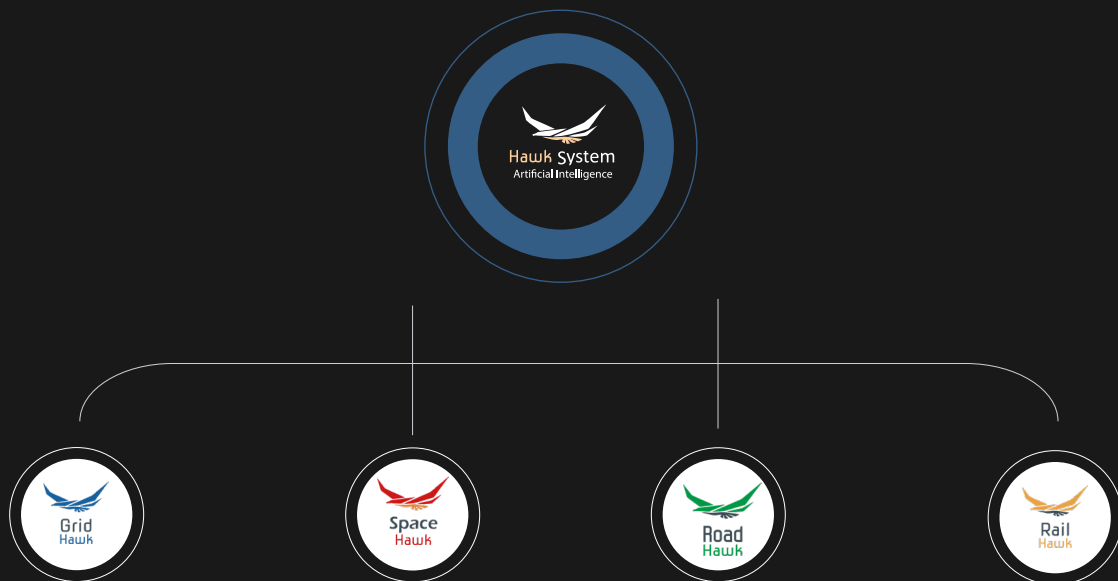 Hawk System
Artificial Intelligence
Grid
Hawk
Space
Hawk
Road
Hawk
Rail
Hawk